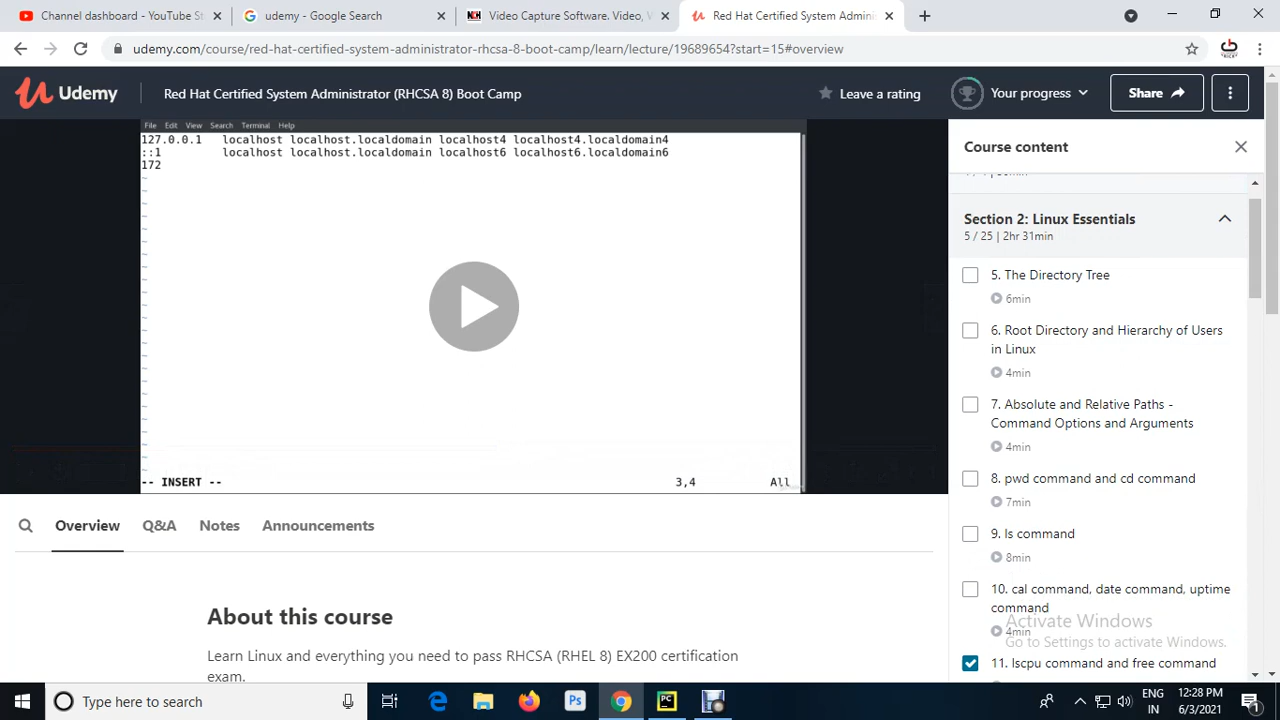 Channel dashboard - YouTube St
udemy - Google Search
Video Capture Software. Video, V
Red Hat Certified System Admini
udemy.com/course/red-hat-certified-system-administrator-rhcsa-8-boot-camp/learn/lecture/19689654?start=15#overview
Udemy
Red Hat Certified System Administrator (RHCSA 8) Boot Camp
Leave a rating
Your progress
Share
File Edit View Search Terminal Help
127.0.0.1 localhost localhost.localdomain localhost4 localhost4.localdomain4
::1 localhost localhost.localdomain localhost6 localhost6.localdomain6
172
-- INSERT -- 3,4 All
Course content
Section 2: Linux Essentials
5 / 25 | 2hr 31min
5. The Directory Tree
6min
6. Root Directory and Hierarchy of Users
in Linux
4min
7. Absolute and Relative Paths -
Command Options and Arguments
4min
8. pwd command and cd command
7min
9. ls command
8min
10. cal command, date command, uptime
command
4min
11. lscpu command and free command
Activate Windows
Go to Settings to activate Windows.
Overview Q&A Notes Announcements
About this course
Learn Linux and everything you need to pass RHCSA (RHEL 8) EX200 certification
exam.
Type here to search
Ps
PC
ENG
IN
12:28 PM
6/3/2021
1